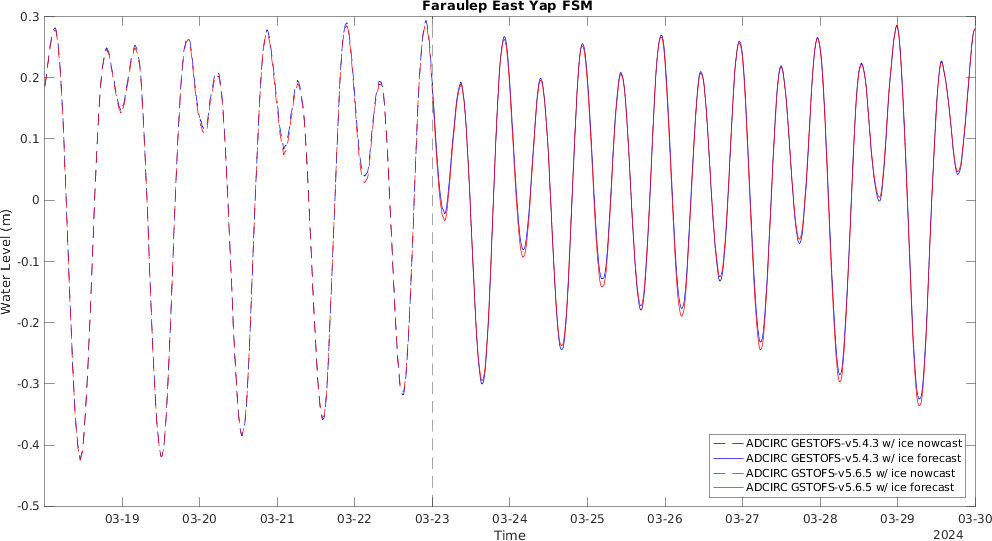 Faraulep East Yap FSM
0.3
0.2
0.1
0
-0.1
-0.2
-0.3
-0.4
-0.5
Water Level (m)
ADCIRC GESTOFS-v5.4.3 w/ ice nowcast
ADCIRC GESTOFS-v5.4.3 w/ ice forecast
ADCIRC GSTOFS-v5.6.5 w/ ice nowcast
ADCIRC GSTOFS-v5.6.5 w/ ice forecast
03-19 03-20 03-21 03-22 03-23 03-24 03-25 03-26 03-27 03-28 03-29 03-30
Time
2024